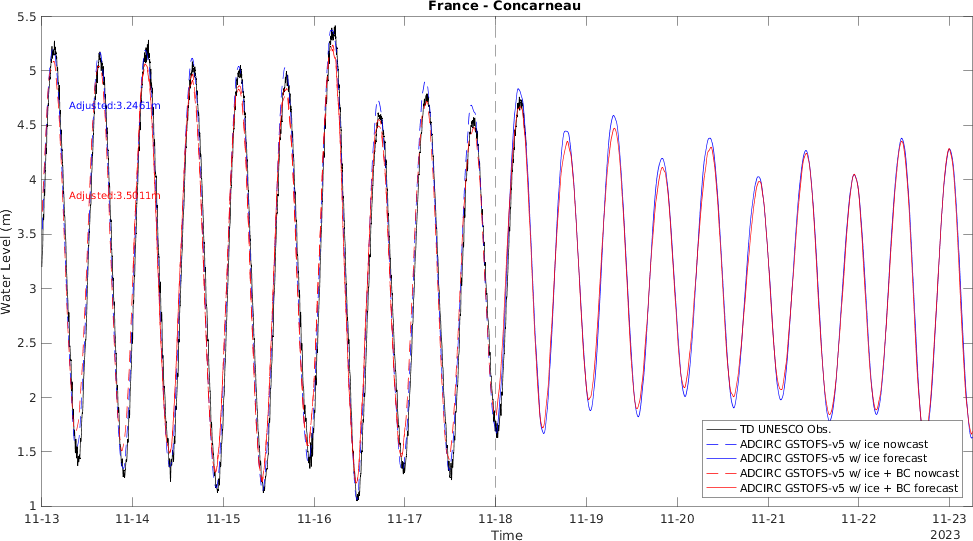 France - Concarneau
5.5
5
4.5
4
3.5
3
2.5
2
1.5
1
Water Level (m)
Adjusted:3.2461m
Adjusted:3.5011m
TD UNESCO Obs.
ADCIRC GSTOFS-v5 w/ ice nowcast
ADCIRC GSTOFS-v5 w/ ice forecast
ADCIRC GSTOFS-v5 w/ ice + BC nowcast
ADCIRC GSTOFS-v5 w/ ice + BC forecast
11-13 11-14 11-15 11-16 11-17 11-18 11-19 11-20 11-21 11-22 11-23
Time
2023